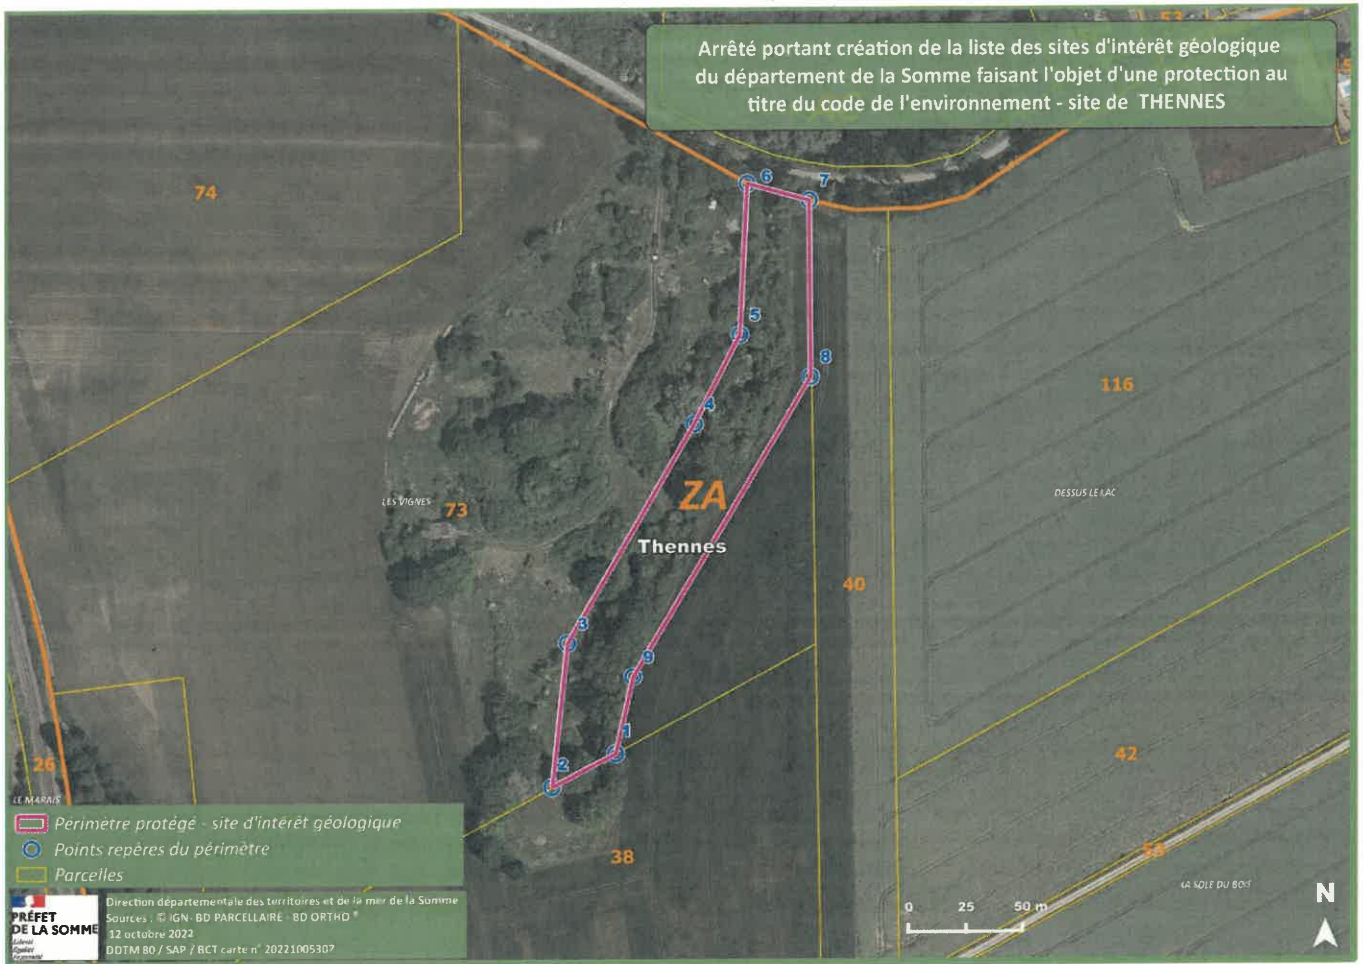 Arrêté portant création de la liste des sites d'intérêt géologique
du département de la Somme faisant l'objet d'une protection au
titre du code de l'environnement - site de THENNES
53
74
6
7
5
8
116
4
LES VIGNES
73
ZA
DESSUS LE LAC
Thennes
40
3
9
1
42
2
26
LE MARAIS
Périmètre protégé - site d'intérêt géologique
Points repères du périmètre
Parcelles
38
53
LA SOLE DU BOIS
PRÉFET
DE LA SOMME
Liberté
Égalité
Fraternité
Direction départementale des territoires et de la mer de la Somme
Sources : © IGN- BD PARCELLAIRE - BD ORTHO ®
12 octobre 2022
DDTM 80 / SAP / BCT carte n° 20221005307
0 25 50 m
N